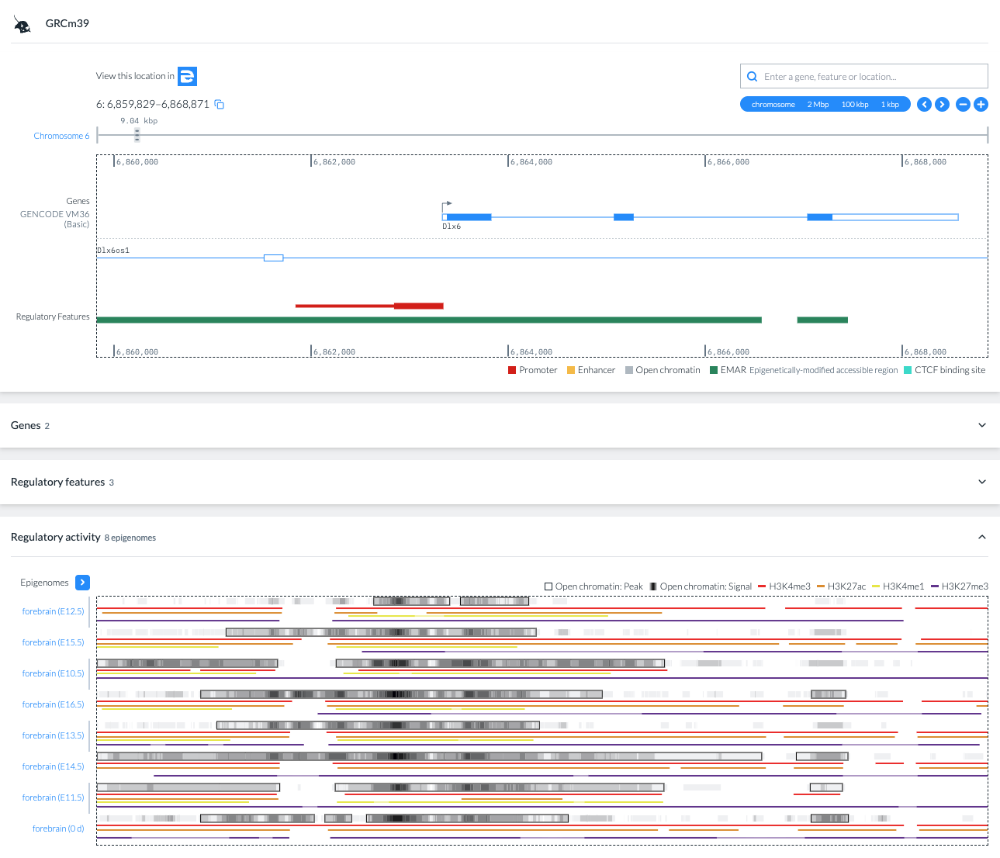 GRCm39
View this location in
Enter a gene, feature or location...
6: 6,859,829–6,868,871
chromosome 2 Mbp 100 kbp 1 kbp
9.04 kbp
Chromosome 6
6,860,000 6,862,000 6,864,000 6,866,000 6,868,000
Genes
GENCODE VM36
(Basic)
Dlx6
Dlx6os1
Regulatory Features
6,860,000 6,862,000 6,864,000 6,866,000 6,868,000
Promoter Enhancer Open chromatin EMAR Epigenetically-modified accessible region CTCF binding site
Genes 2
Regulatory features 3
Regulatory activity 8 epigenomes
Epigenomes
Open chromatin: Peak Open chromatin: Signal H3K4me3 H3K27ac H3K4me1 H3K27me3
forebrain (E12.5)
forebrain (E15.5)
forebrain (E10.5)
forebrain (E16.5)
forebrain (E13.5)
forebrain (E14.5)
forebrain (E11.5)
forebrain (0 d)